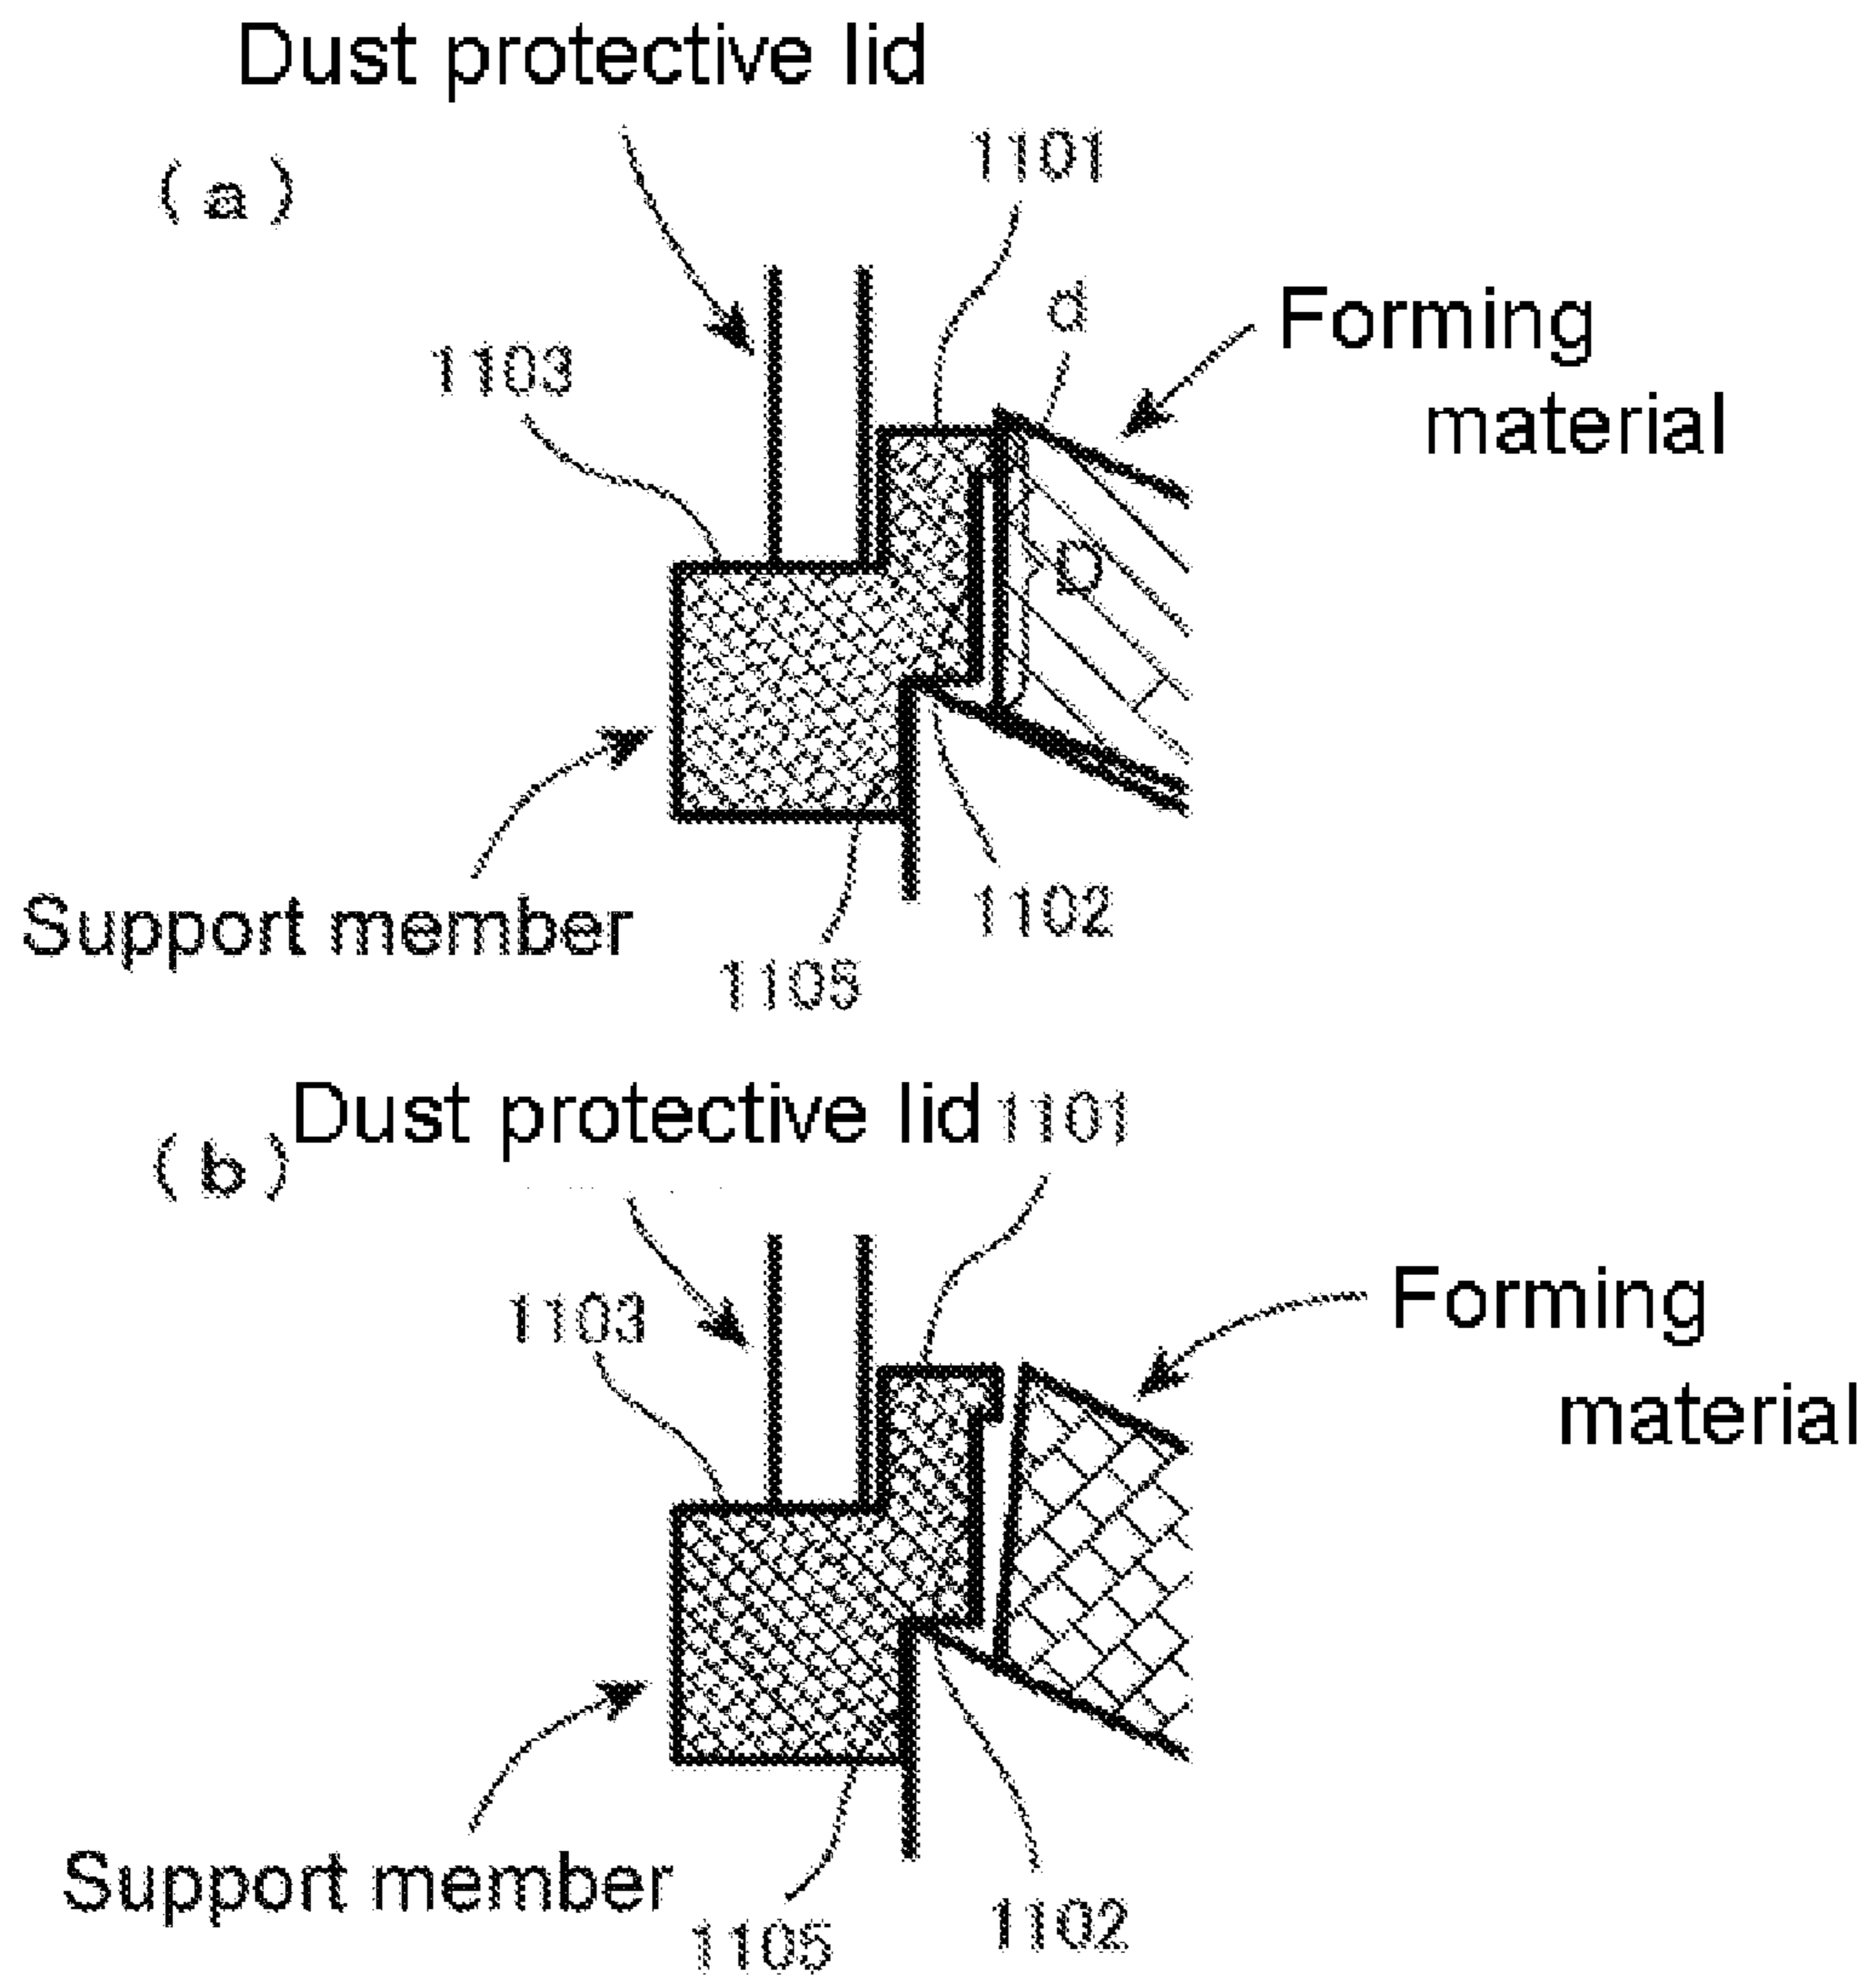 Dust protective lid
(a)
1101
d
Forming
material
1103
D
Support member
1102
1105
Dust protective lid 1101
(b)
1103
Forming
material
Support member
1102
1105